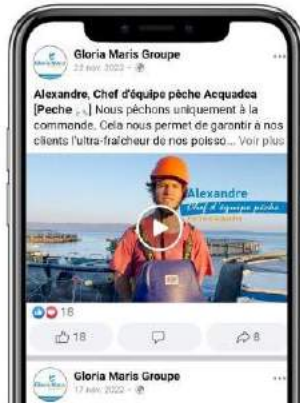 Gloria Maris Groupe
22 nov. 2022
Alexandre, Chef d'équipe pêche Acquadea
[Peche] Nous pêchons uniquement à la
commande. Cela nous permet de garantir à nos
clients l'ultra-fraîcheur de nos poisso... Voir plus
Alexandre
Chef d'équipe pêche
18
18
8
Gloria Maris Groupe
17 nov. 2022